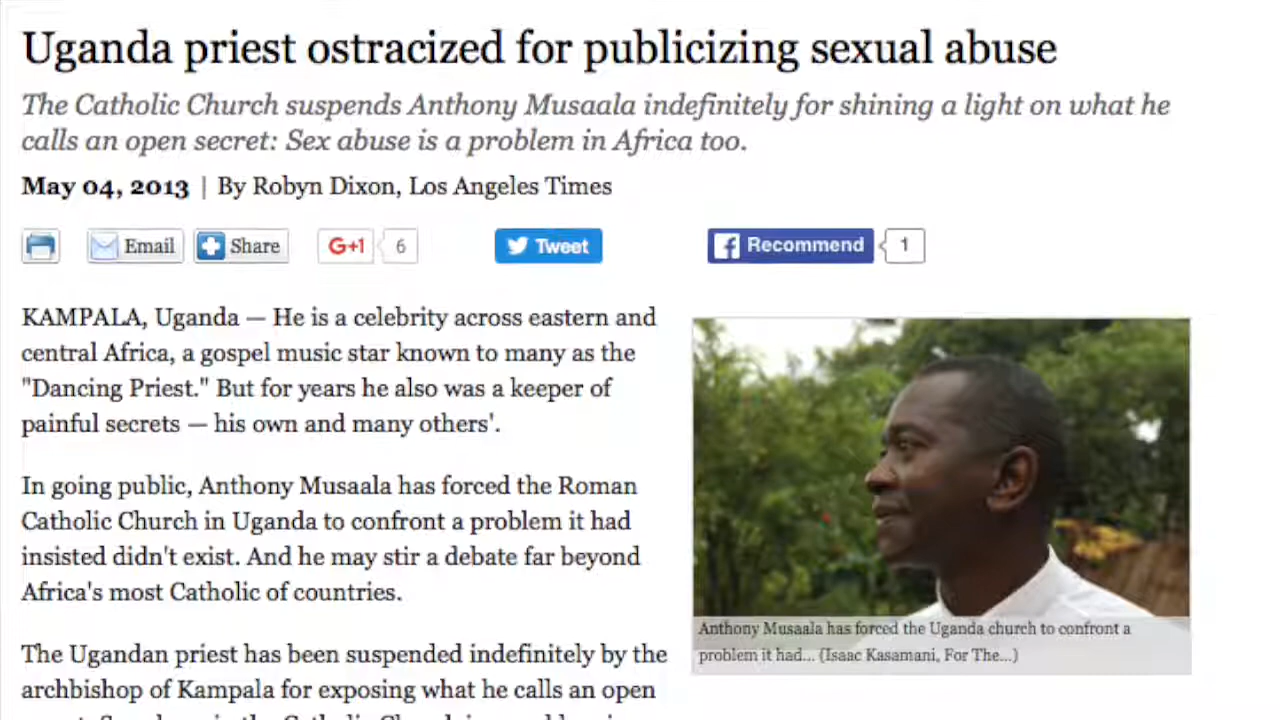 Uganda priest ostracized for publicizing sexual abuse
The Catholic Church suspends Anthony Musaala indefinitely for shining a light on what he
calls an open secret: Sex abuse is a problem in Africa too.
May 04, 2013 | By Robyn Dixon, Los Angeles Times
Email Share G+1 6 Tweet Recommend 1
KAMPALA, Uganda — He is a celebrity across eastern and
central Africa, a gospel music star known to many as the
"Dancing Priest." But for years he also was a keeper of
painful secrets — his own and many others'.
In going public, Anthony Musaala has forced the Roman
Catholic Church in Uganda to confront a problem it had
insisted didn't exist. And he may stir a debate far beyond
Africa's most Catholic of countries.
The Ugandan priest has been suspended indefinitely by the
archbishop of Kampala for exposing what he calls an open
Anthony Musaala has forced the Uganda church to confront a
problem it had... (Isaac Kasamani, For The...)